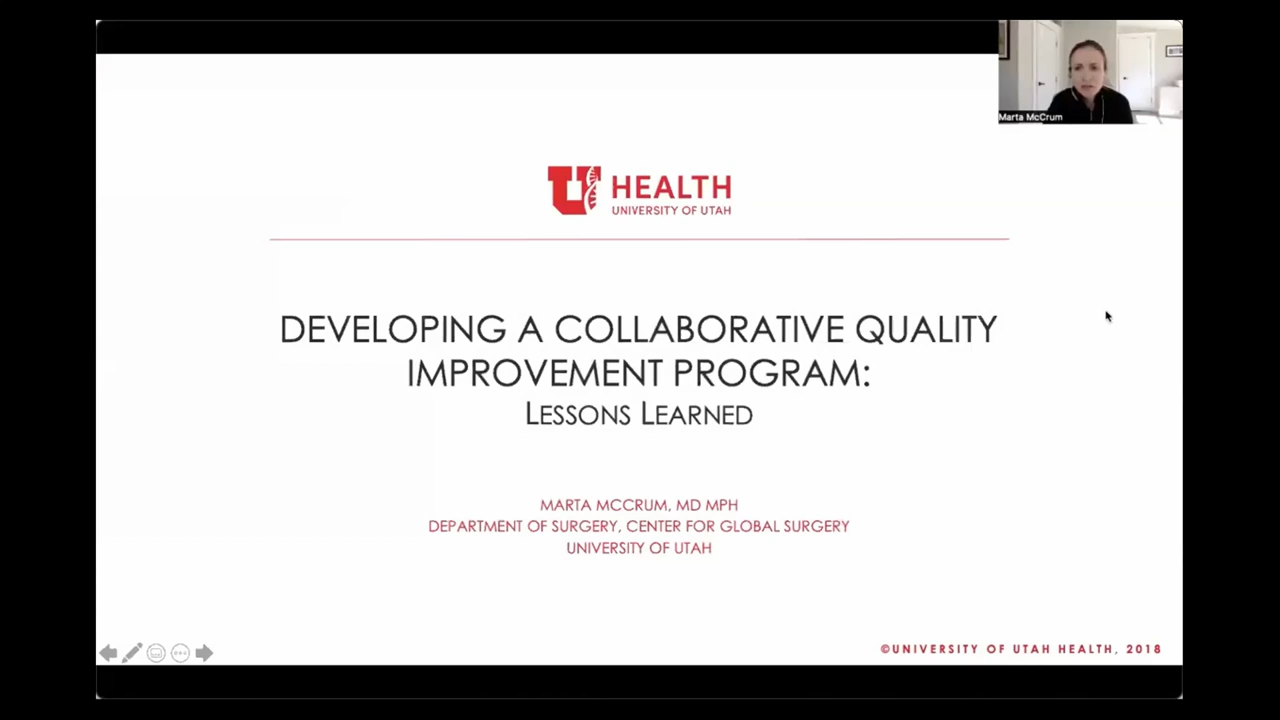 Marta McCrum
U HEALTH
UNIVERSITY OF UTAH
DEVELOPING A COLLABORATIVE QUALITY
IMPROVEMENT PROGRAM:
LESSONS LEARNED
MARTA MCCRUM, MD MPH
DEPARTMENT OF SURGERY, CENTER FOR GLOBAL SURGERY
UNIVERSITY OF UTAH
©UNIVERSITY OF UTAH HEALTH, 2018